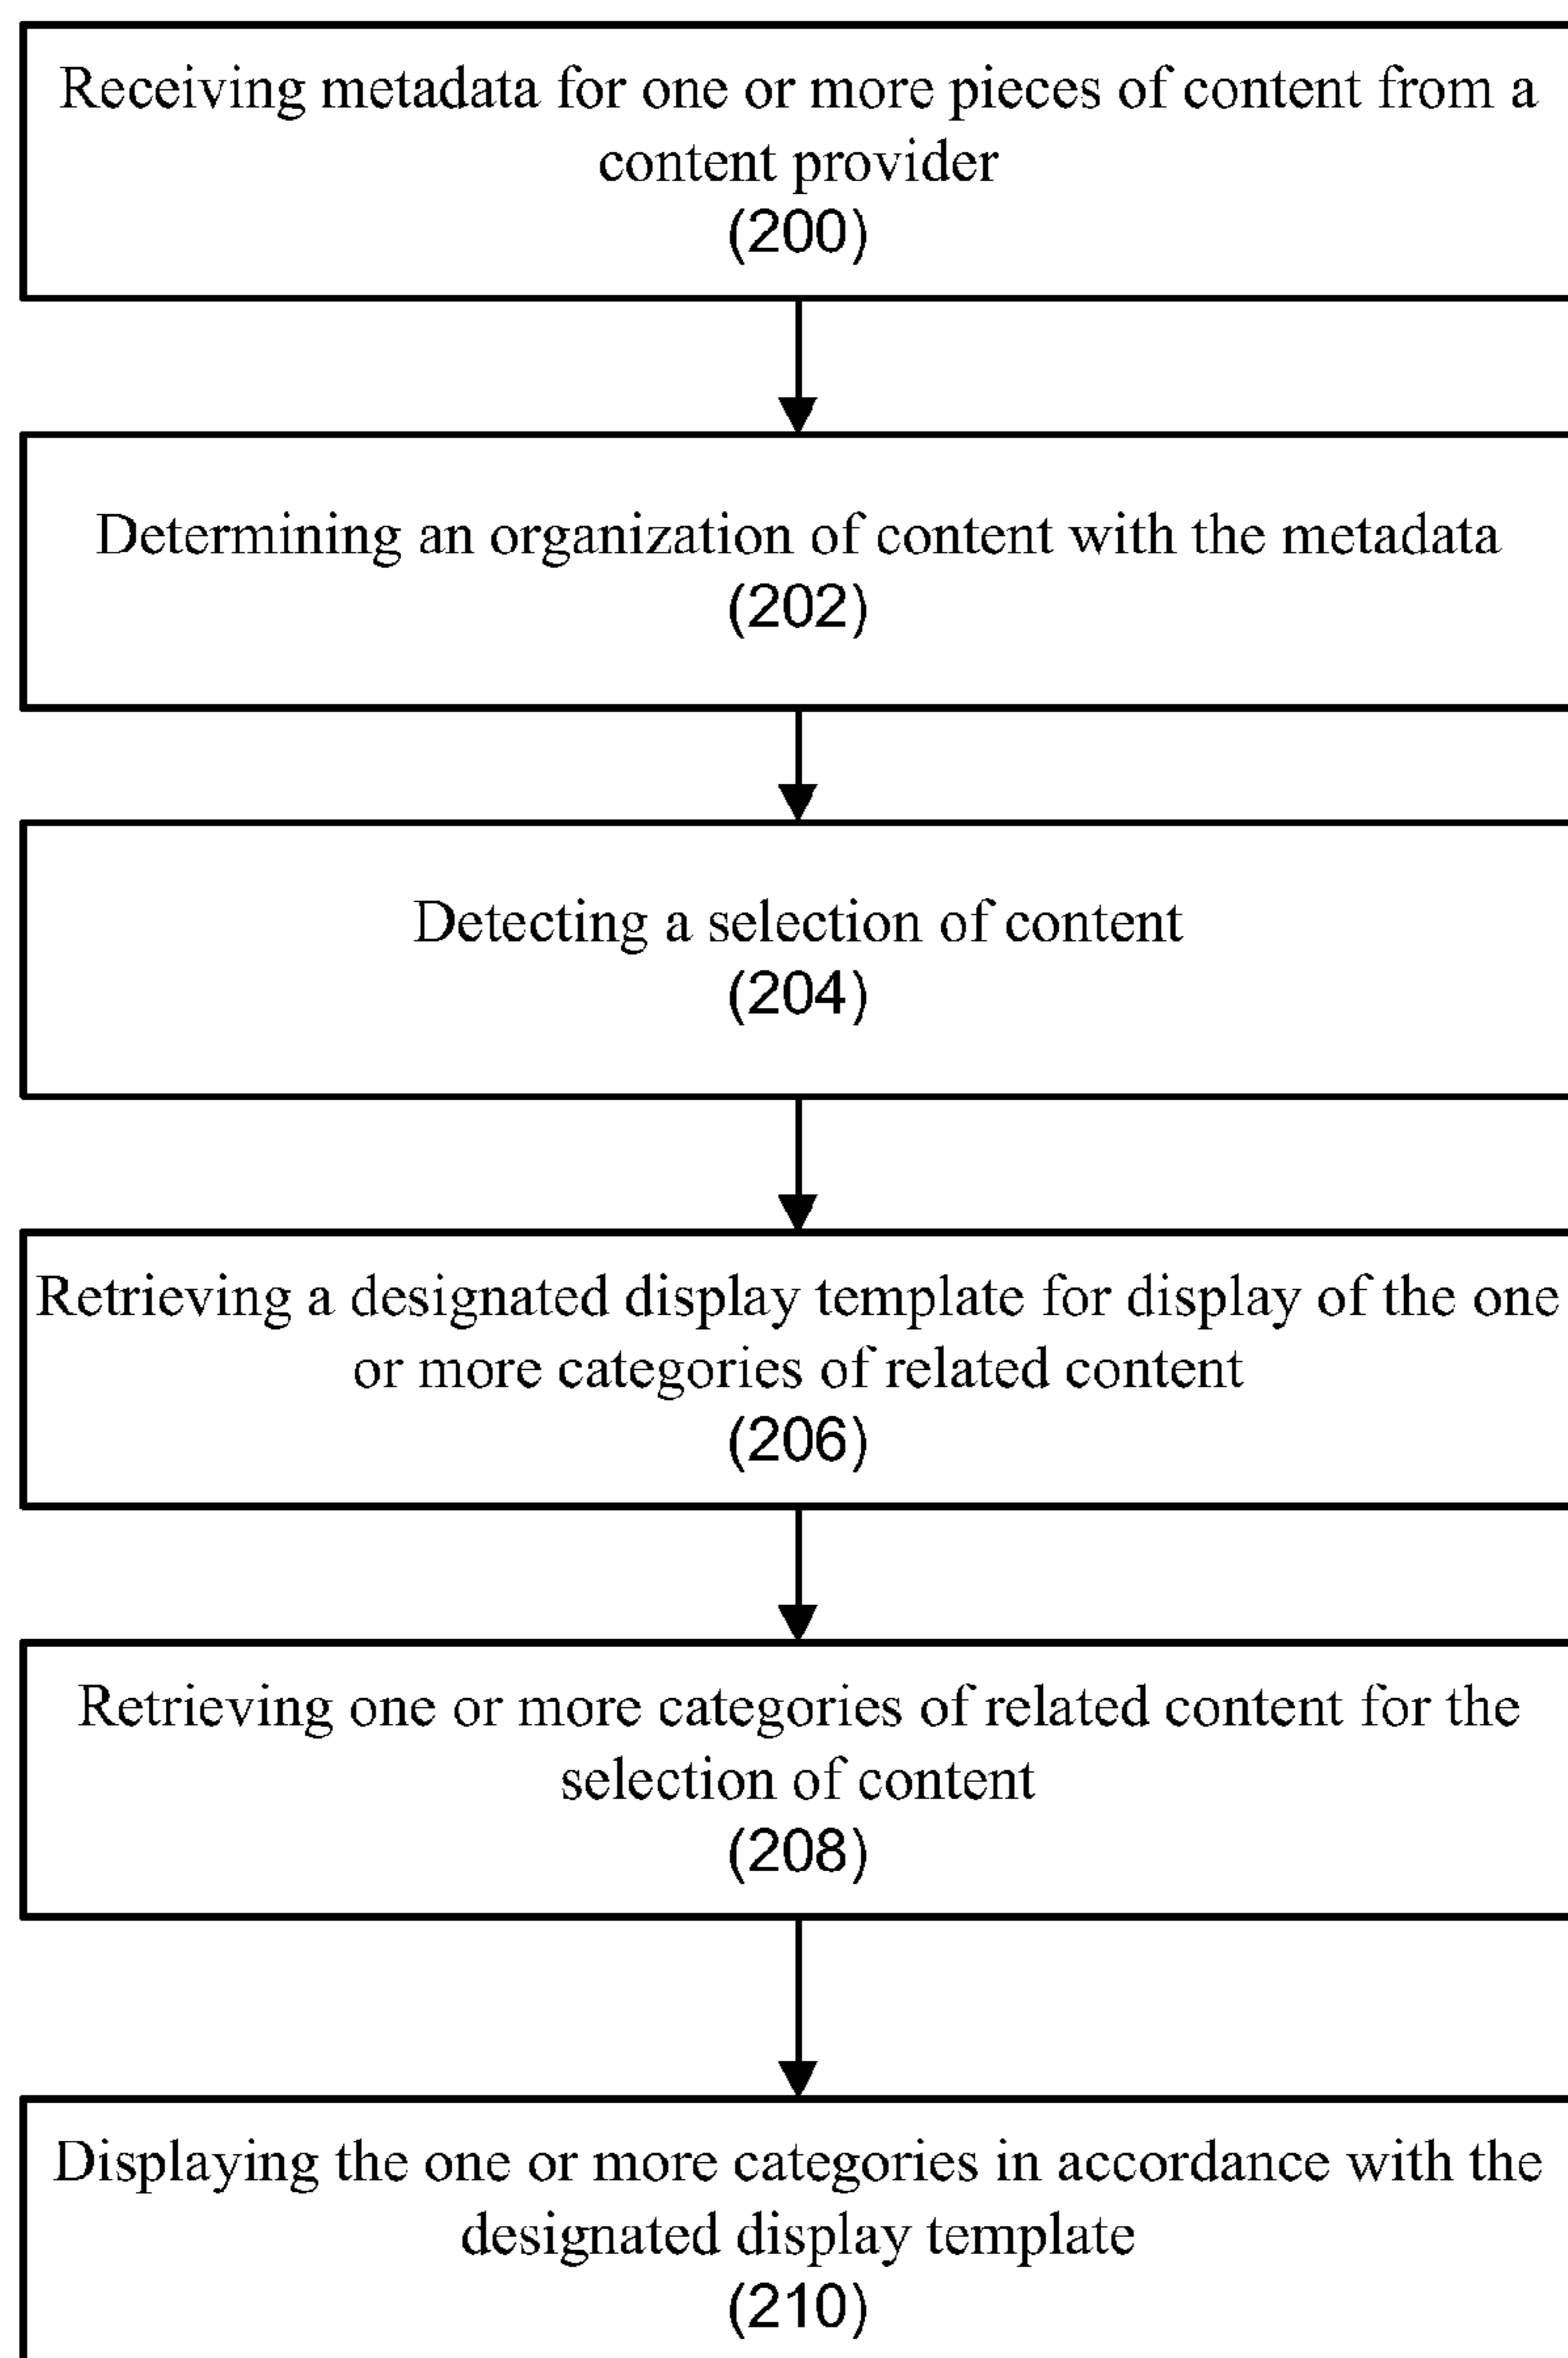 Receiving metadata for one or more pieces of content from a
content provider
(200)
Determining an organization of content with the metadata
(202)
Detecting a selection of content
(204)
Retrieving a designated display template for display of the one
or more categories of related content
(206)
Retrieving one or more categories of related content for the
selection of content
(208)
Displaying the one or more categories in accordance with the
designated display template
(210)